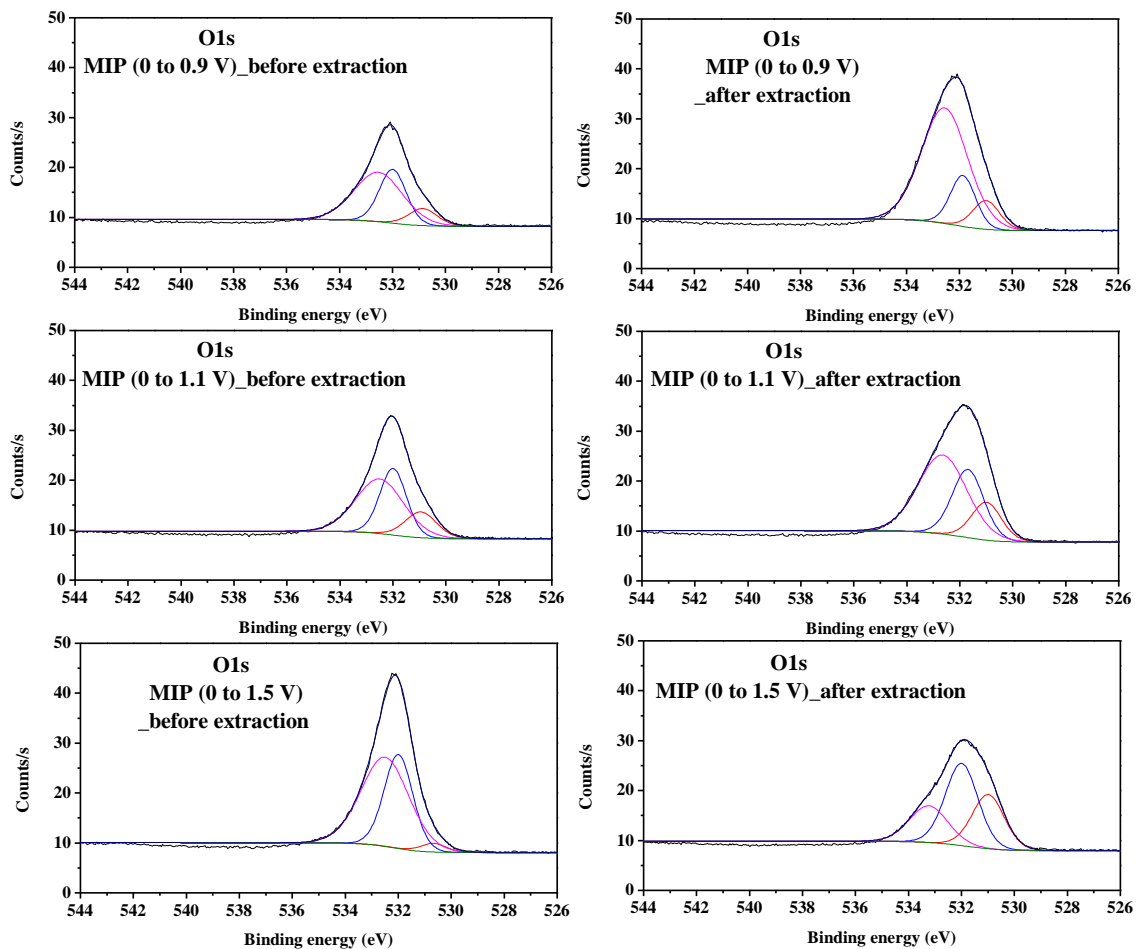 O1s
MIP (0 to 0.9 V)_before extraction
Counts/s
50
40
30
20
10
0
544 542 540 538 536 534 532 530 528 526
Binding energy (eV)
O1s
MIP (0 to 0.9 V)
_after extraction
Counts/s
50
40
30
20
10
0
544 542 540 538 536 534 532 530 528 526
Binding energy (eV)
O1s
MIP (0 to 1.1 V)_before extraction
Counts/s
50
40
30
20
10
0
544 542 540 538 536 534 532 530 528 526
Binding energy (eV)
O1s
MIP (0 to 1.1 V)_after extraction
Counts/s
50
40
30
20
10
0
544 542 540 538 536 534 532 530 528 526
Binding energy (eV)
O1s
MIP (0 to 1.5 V)
_before extraction
Counts/s
50
40
30
20
10
0
544 542 540 538 536 534 532 530 528 526
Binding energy (eV)
O1s
MIP (0 to 1.5 V)_after extraction
Counts/s
50
40
30
20
10
0
544 542 540 538 536 534 532 530 528 526
Binding energy (eV)